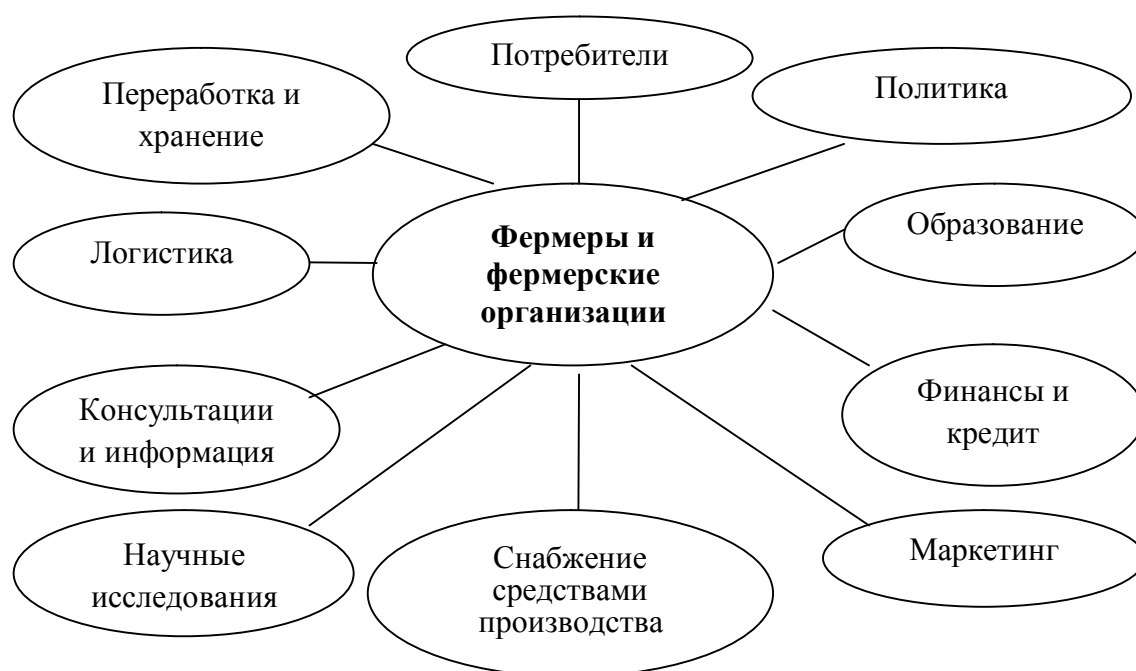 Потребители
Переработка и
хранение
Политика
Логистика
Фермеры и
фермерские
организации
Образование
Консультации
и информация
Финансы и
кредит
Научные
исследования
Снабжение
средствами
производства
Маркетинг